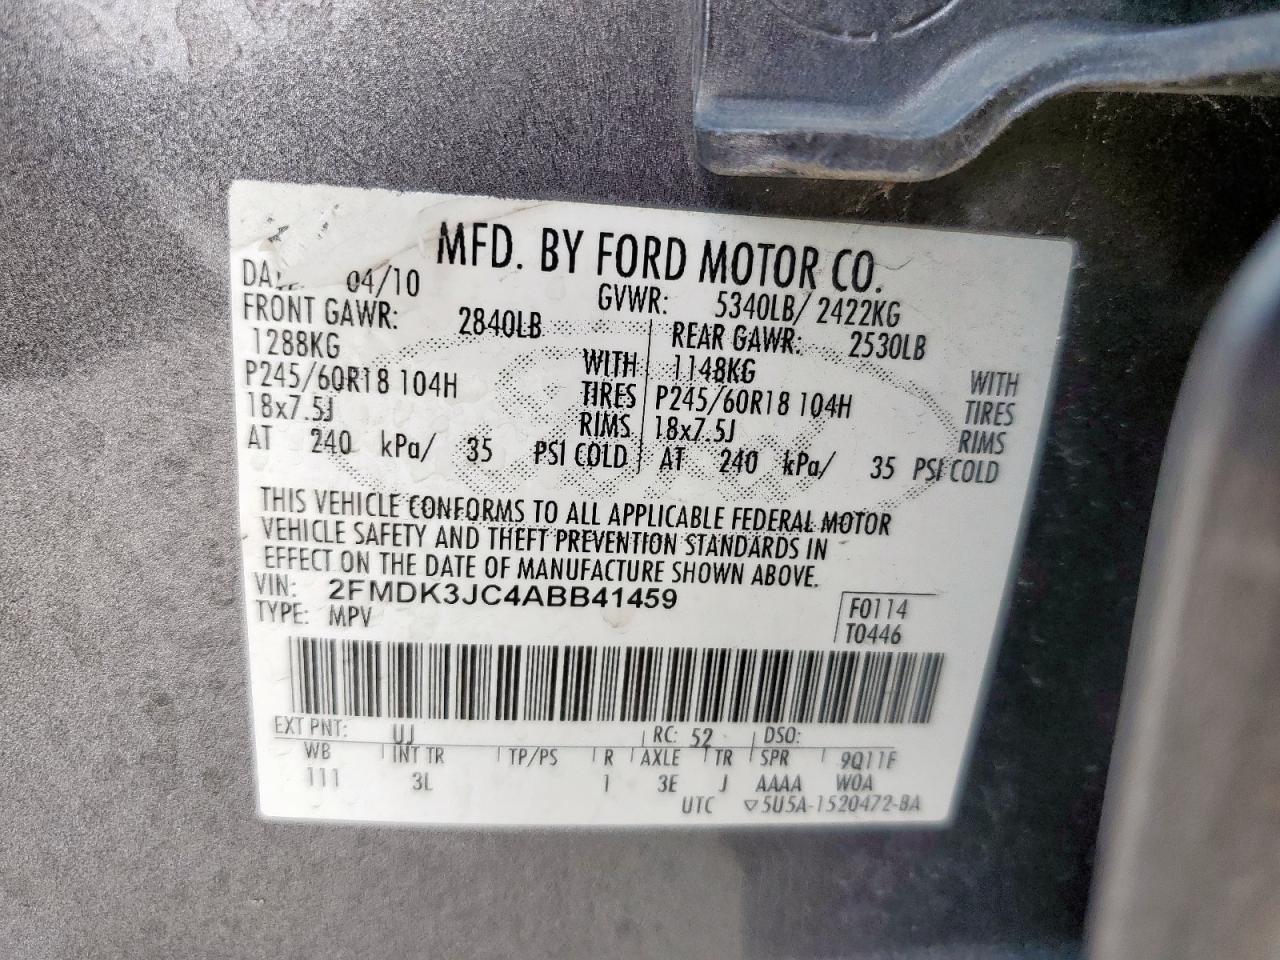 MFD. BY FORD MOTOR CO.
04/10 GVWR: 5340LB/ 2422KG
FRONT GAWR: 2840LB REAR GAWR: 2530LB
1288KG WITH 1148KG WITH
P245/60R18 104H TIRES P245/60R18 104H TIRES
18x7.5J RIMS 18x7.5J RIMS
AT 240 kPa/ 35 PSI COLD AT 240 kPa/ 35 PSI COLD
THIS VEHICLE CONFORMS TO ALL APPLICABLE FEDERAL MOTOR
VEHICLE SAFETY AND THEFT PREVENTION STANDARDS IN
EFFECT ON THE DATE OF MANUFACTURE SHOWN ABOVE.
VIN: 2FMDK3JC4ABB41459 F0114
TYPE: MPV T0446
EXT PNT: UJ RC: 52 DSO:
WB INT TR TP/PS R AXLE TR SPR 9Q11F
111 3L 1 3E J AAAA W0A
UTC ▽5U5A-1520472-BA